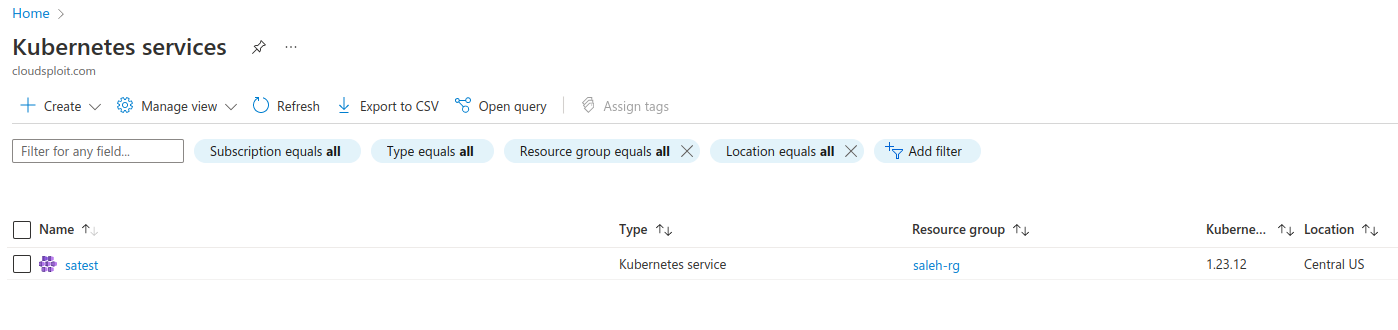 Home
Kubernetes services
cloudsploit.com
Create Manage view Refresh Export to CSV Open query Assign tags
Filter for any field... Subscription equals all Type equals all Resource group equals all Location equals all Add filter
Name Type Resource group Kuberne... Location
satest Kubernetes service saleh-rg 1.23.12 Central US